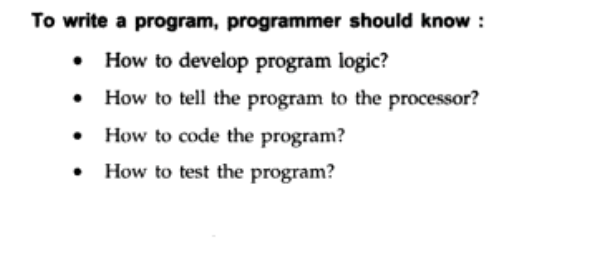 To write a program, programmer should know :
• How to develop program logic?
• How to tell the program to the processor?
• How to code the program?
• How to test the program?